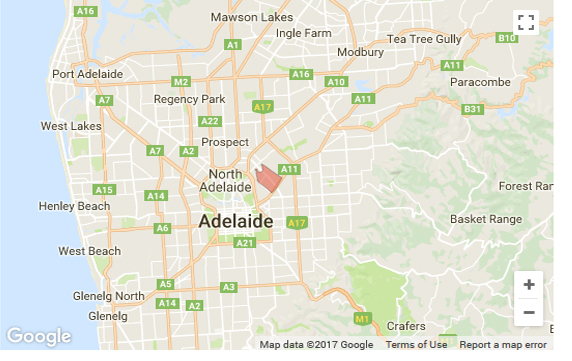 Mawson Lakes
Ingle Farm
Tea Tree Gully
B10
A1
Modbury
Port Adelaide
A16
A11
M2
A10
Paracombe
A7
Regency Park
A17
A11
B31
A22
West Lakes
Prospect
A7
A2
A11
North
Adelaide
A15
A14
Forest Ran
Henley Beach
Adelaide
A17
Basket Range
A6
A21
West Beach
A5
A3
Glenelg North
A14
A2
Glenelg
M1
Crafers
+
−
Google
Map data ©2017 Google
Terms of Use
Report a map error